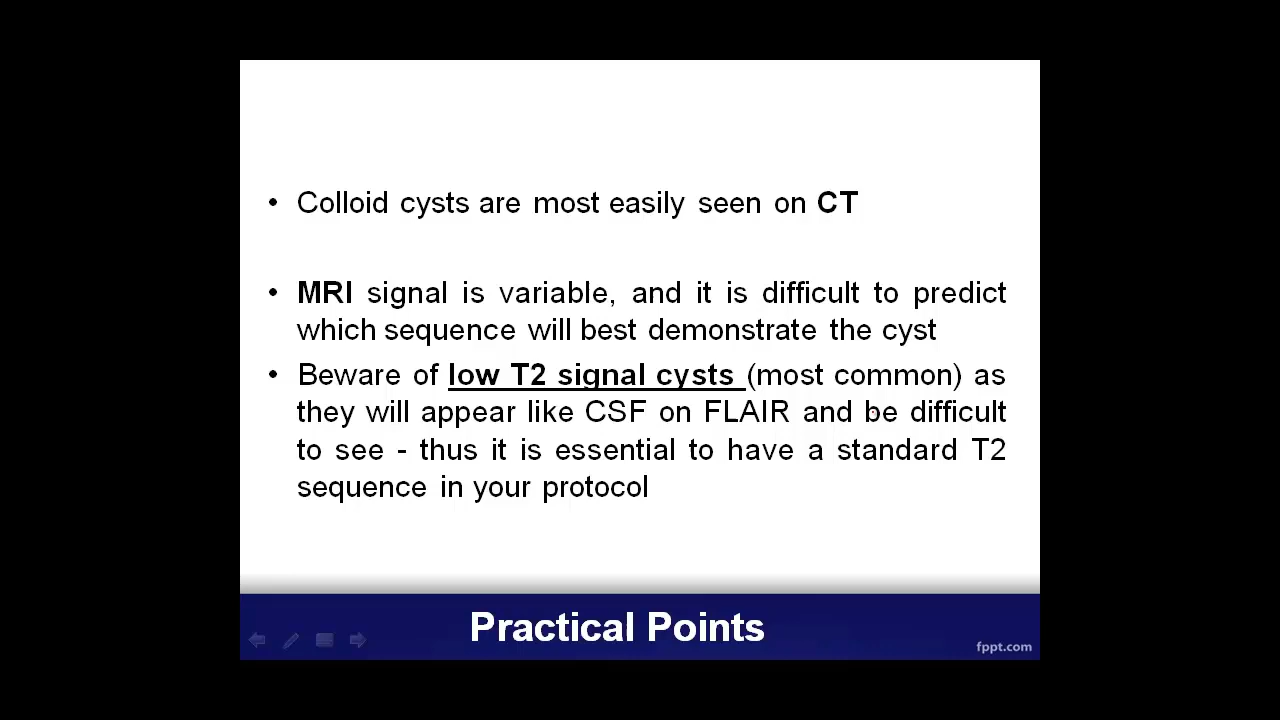 • Colloid cysts are most easily seen on CT
• MRI signal is variable, and it is difficult to predict
which sequence will best demonstrate the cyst
• Beware of low T2 signal cysts (most common) as
they will appear like CSF on FLAIR and be difficult
to see - thus it is essential to have a standard T2
sequence in your protocol
Practical Points
fppt.com